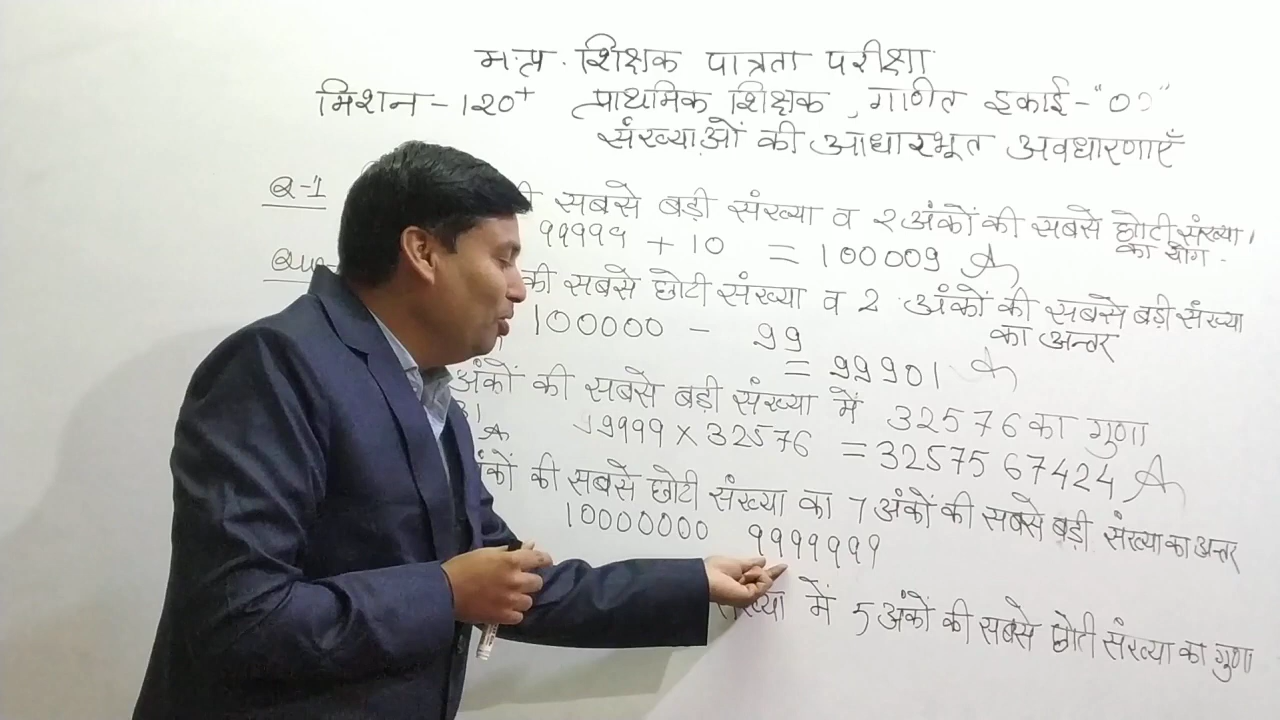 म.प्र. शिक्षक पात्रता परीक्षा
मिशन - 120+ प्राथमिक शिक्षक, गणित इकाई - "09"
संख्याओं की आधारभूत अवधारणाएँ
Q-1 की सबसे बड़ी संख्या व 2 अंकों की सबसे छोटी संख्या
का योग -
99999 + 10 = 100009 A
की सबसे छोटी संख्या व 2 अंकों की सबसे बड़ी संख्या
का अन्तर
100000 - 99
= 99901 A
अंकों की सबसे बड़ी संख्या में 32576 का गुणा
99999 × 32576 = 3257567424 A
अंकों की सबसे छोटी संख्या का 7 अंकों की सबसे बड़ी संख्या का अन्तर
10000000 9999999
संख्या में 5 अंकों की सबसे छोटी संख्या का गुणा